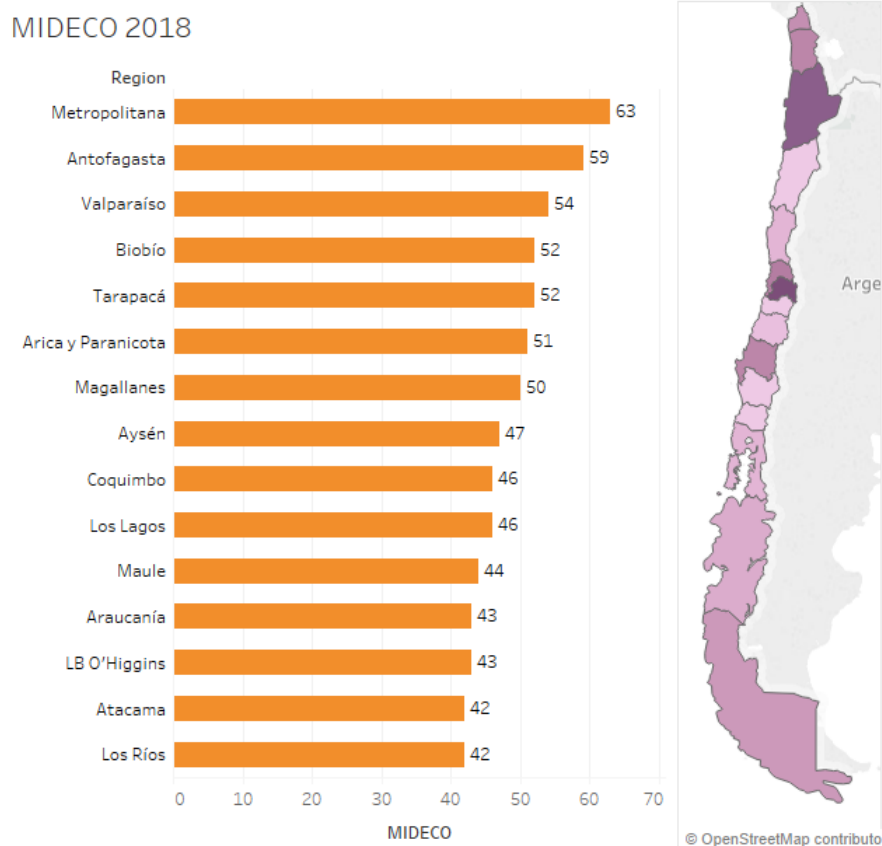 MIDECO 2018
Region
Metropolitana 63
Antofagasta 59
Valparaíso 54
Biobío 52
Tarapacá 52
Arica y Paranicota 51
Magallanes 50
Aysén 47
Coquimbo 46
Los Lagos 46
Maule 44
Araucanía 43
LB O'Higgins 43
Atacama 42
Los Ríos 42
0 10 20 30 40 50 60 70
MIDECO
Arge
© OpenStreetMap contributo